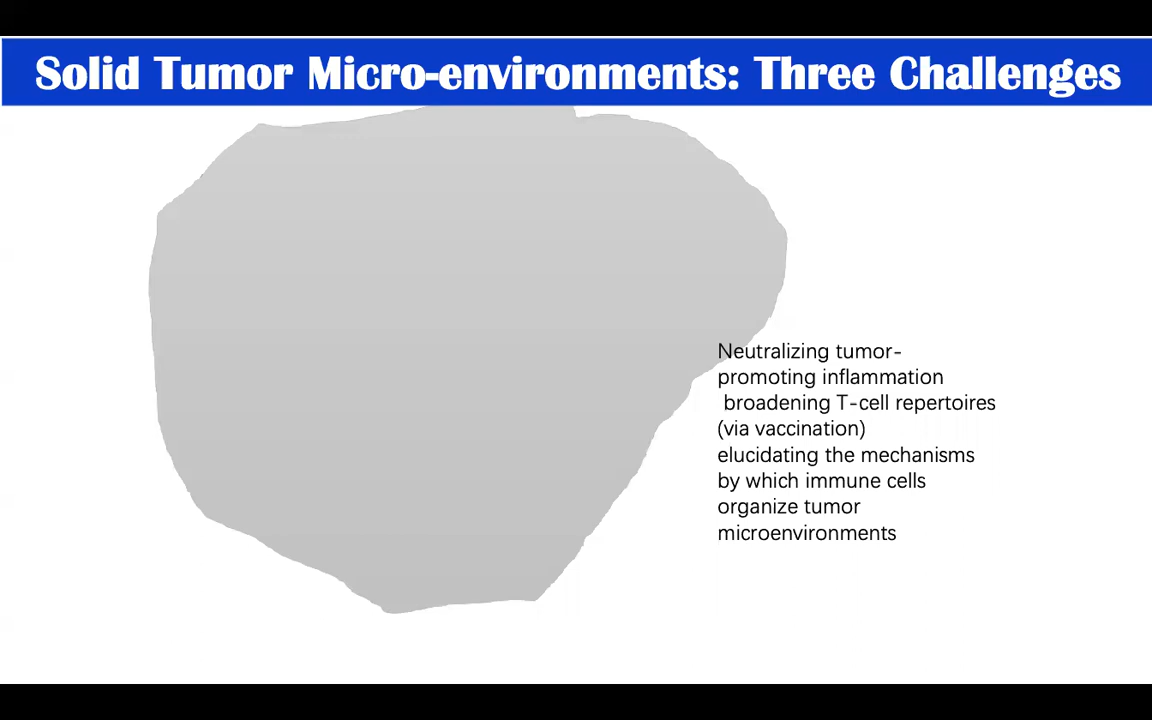 Solid Tumor Micro-environments: Three Challenges
Neutralizing tumor-
promoting inflammation
broadening T-cell repertoires
(via vaccination)
elucidating the mechanisms
by which immune cells
organize tumor
microenvironments